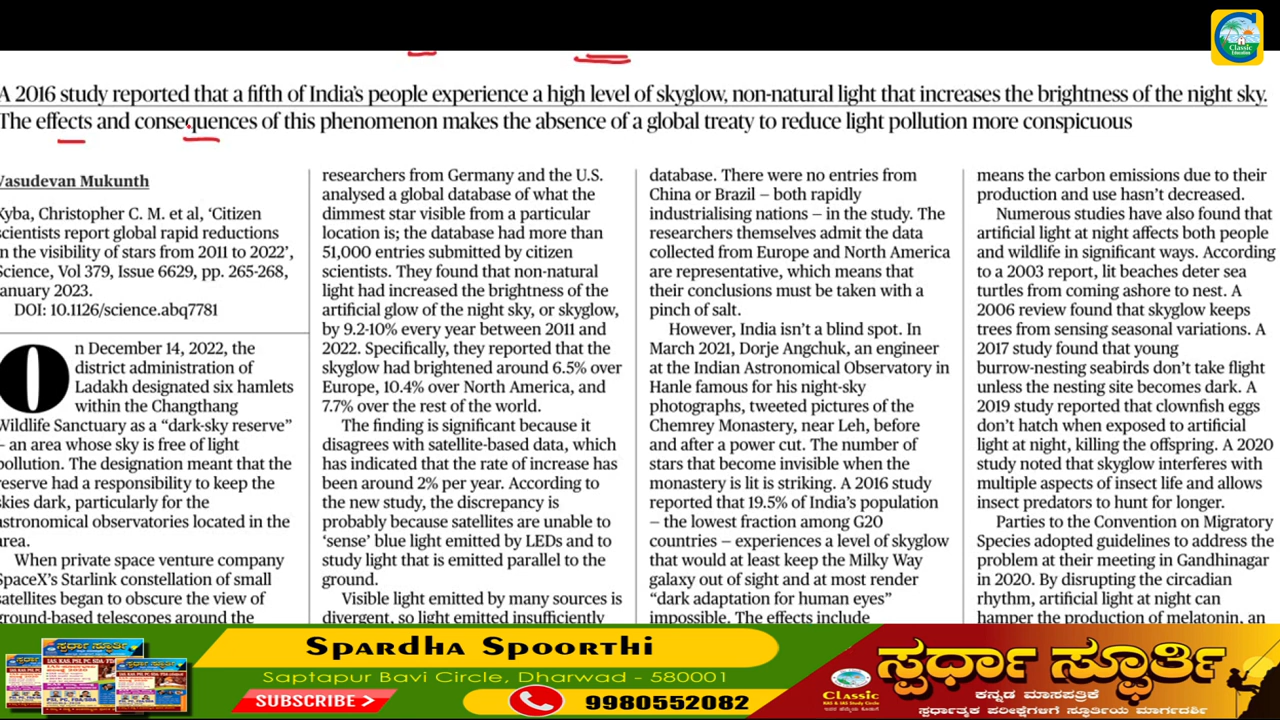 A 2016 study reported that a fifth of India's people experience a high level of skyglow, non-natural light that increases the brightness of the night sky.
The effects and consequences of this phenomenon makes the absence of a global treaty to reduce light pollution more conspicuous
Vasudevan Mukunth
Kyba, Christopher C. M. et al, 'Citizen
scientists report global rapid reductions
in the visibility of stars from 2011 to 2022',
Science, Vol 379, Issue 6629, pp. 265-268,
January 2023.
DOI: 10.1126/science.abq7781
On December 14, 2022, the
district administration of
Ladakh designated six hamlets
within the Changthang
Wildlife Sanctuary as a “dark-sky reserve”
– an area whose sky is free of light
pollution. The designation meant that the
reserve had a responsibility to keep the
skies dark, particularly for the
astronomical observatories located in the
area.
When private space venture company
SpaceX's Starlink constellation of small
satellites began to obscure the view of
ground-based telescopes around the
researchers from Germany and the U.S.
analysed a global database of what the
dimmest star visible from a particular
location is; the database had more than
51,000 entries submitted by citizen
scientists. They found that non-natural
light had increased the brightness of the
artificial glow of the night sky, or skyglow,
by 9.2-10% every year between 2011 and
2022. Specifically, they reported that the
skyglow had brightened around 6.5% over
Europe, 10.4% over North America, and
7.7% over the rest of the world.
The finding is significant because it
disagrees with satellite-based data, which
has indicated that the rate of increase has
been around 2% per year. According to
the new study, the discrepancy is
probably because satellites are unable to
'sense' blue light emitted by LEDs and to
study light that is emitted parallel to the
ground.
Visible light emitted by many sources is
divergent, so light emitted insufficiently
database. There were no entries from
China or Brazil – both rapidly
industrialising nations – in the study. The
researchers themselves admit the data
collected from Europe and North America
are representative, which means that
their conclusions must be taken with a
pinch of salt.
However, India isn't a blind spot. In
March 2021, Dorje Angchuk, an engineer
at the Indian Astronomical Observatory in
Hanle famous for his night-sky
photographs, tweeted pictures of the
Chemrey Monastery, near Leh, before
and after a power cut. The number of
stars that become invisible when the
monastery is lit is striking. A 2016 study
reported that 19.5% of India's population
– the lowest fraction among G20
countries – experiences a level of skyglow
that would at least keep the Milky Way
galaxy out of sight and at most render
“dark adaptation for human eyes”
impossible. The effects include
means the carbon emissions due to their
production and use hasn't decreased.
Numerous studies have also found that
artificial light at night affects both people
and wildlife in significant ways. According
to a 2003 report, lit beaches deter sea
turtles from coming ashore to nest. A
2006 review found that skyglow keeps
trees from sensing seasonal variations. A
2017 study found that young
burrow-nesting seabirds don't take flight
unless the nesting site becomes dark. A
2019 study reported that clownfish eggs
don't hatch when exposed to artificial
light at night, killing the offspring. A 2020
study noted that skyglow interferes with
multiple aspects of insect life and allows
insect predators to hunt for longer.
Parties to the Convention on Migratory
Species adopted guidelines to address the
problem at their meeting in Gandhinagar
in 2020. By disrupting the circadian
rhythm, artificial light at night can
hamper the production of melatonin, an
Classic
Education
SPARDHA SPOORTHI
Saptapur Bavi Circle, Dharwad - 580001
SUBSCRIBE
9980552082
Classic
KAS & IAS Study Circle
ಸ್ಪರ್ಧಾ ಸ್ಫೂರ್ತಿ
ಕನ್ನಡ ಮಾಸಪತ್ರಿಕೆ
ಸ್ಪರ್ಧಾತ್ಮಕ ಪರೀಕ್ಷೆಗಳಿಗೆ ಸ್ಫೂರ್ತಿಯ ಮಾರ್ಗದರ್ಶಿ